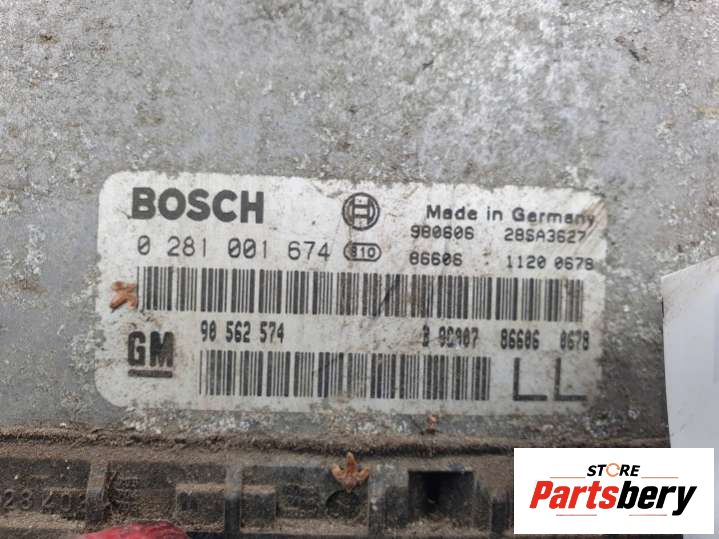 BOSCH
Made in Germany
980606 28SA3627
0 281 001 674 810
86606 1120 0678
GM
90 562 574
86606 0678
LL
STORE
Partsbery